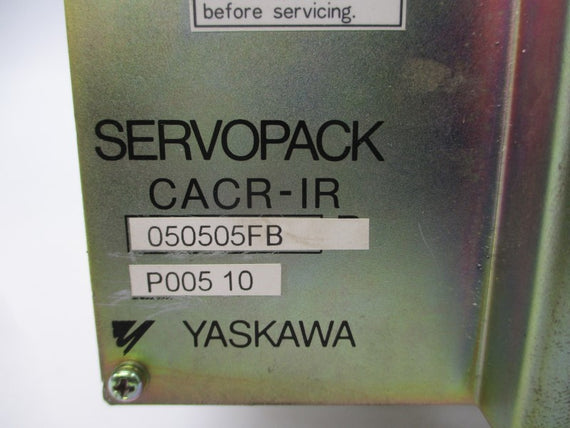 before servicing.
SERVOPACK
CACR-IR
050505FB
P005 10
YASKAWA